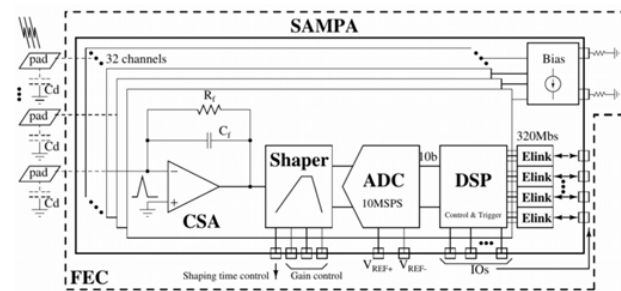 SAMPA
pad
32 channels
Bias
Cd
Rf
Cf
pad
Cd
320Mbs
Shaper
ADC
10MSPS
10b
DSP
Control & Trigger
Elink
Elink
Elink
Elink
pad
−
+
CSA
Cd
FEC
Shaping time control
Gain control
VREF+
VREF-
IOs